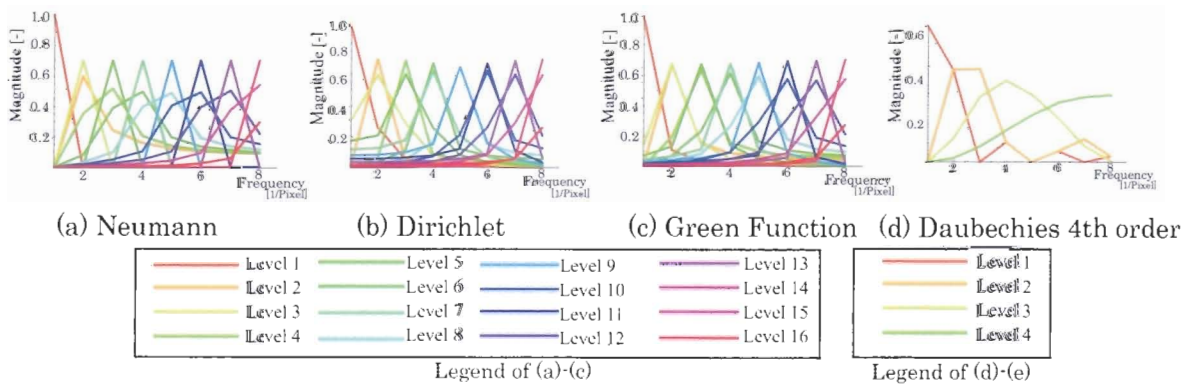 Magnitude [-]
1.0
0.8
0.6
0.4
0.2
2
4
6
8
Frequency
[1/Pixel]
(a) Neumann
Magnitude [-]
1.0
0.8
0.6
0.4
0.2
2
4
6
8
Frequency
[1/Pixel]
(b) Dirichlet
Magnitude [-]
1.0
0.8
0.6
0.4
0.2
2
4
6
8
Frequency
[1/Pixel]
(c) Green Function
Magnitude [-]
0.6
0.4
0.2
2
4
6
8
Frequency
[1/Pixel]
(d) Daubechies 4th order
Level 1
Level 2
Level 3
Level 4
Level 5
Level 6
Level 7
Level 8
Level 9
Level 10
Level 11
Level 12
Level 13
Level 14
Level 15
Level 16
Legend of (a)-(c)
Level 1
Level 2
Level 3
Level 4
Legend of (d)-(e)